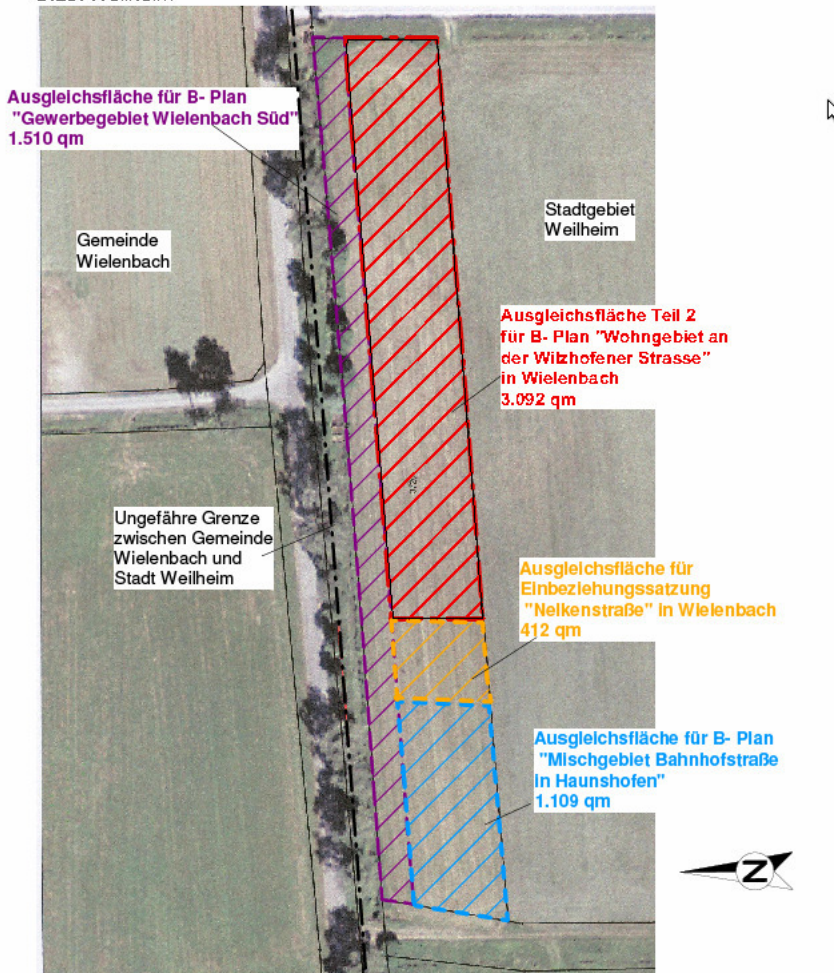 Ausgleichsfläche für B- Plan
"Gewerbegebiet Wielenbach Süd"
1.510 qm
Gemeinde
Wielenbach
Stadtgebiet
Weilheim
Ausgleichsfläche Teil 2
für B- Plan "Wohngebiet an
der Wilzhofener Strasse"
in Wielenbach
3.092 qm
Ungefähre Grenze
zwischen Gemeinde
Wielenbach und
Stadt Weilheim
Ausgleichsfläche für
Einbeziehungssatzung
"Nelkenstraße" in Wielenbach
412 qm
Ausgleichsfläche für B- Plan
"Mischgebiet Bahnhofstraße
in Haunshofen"
1.109 qm
N